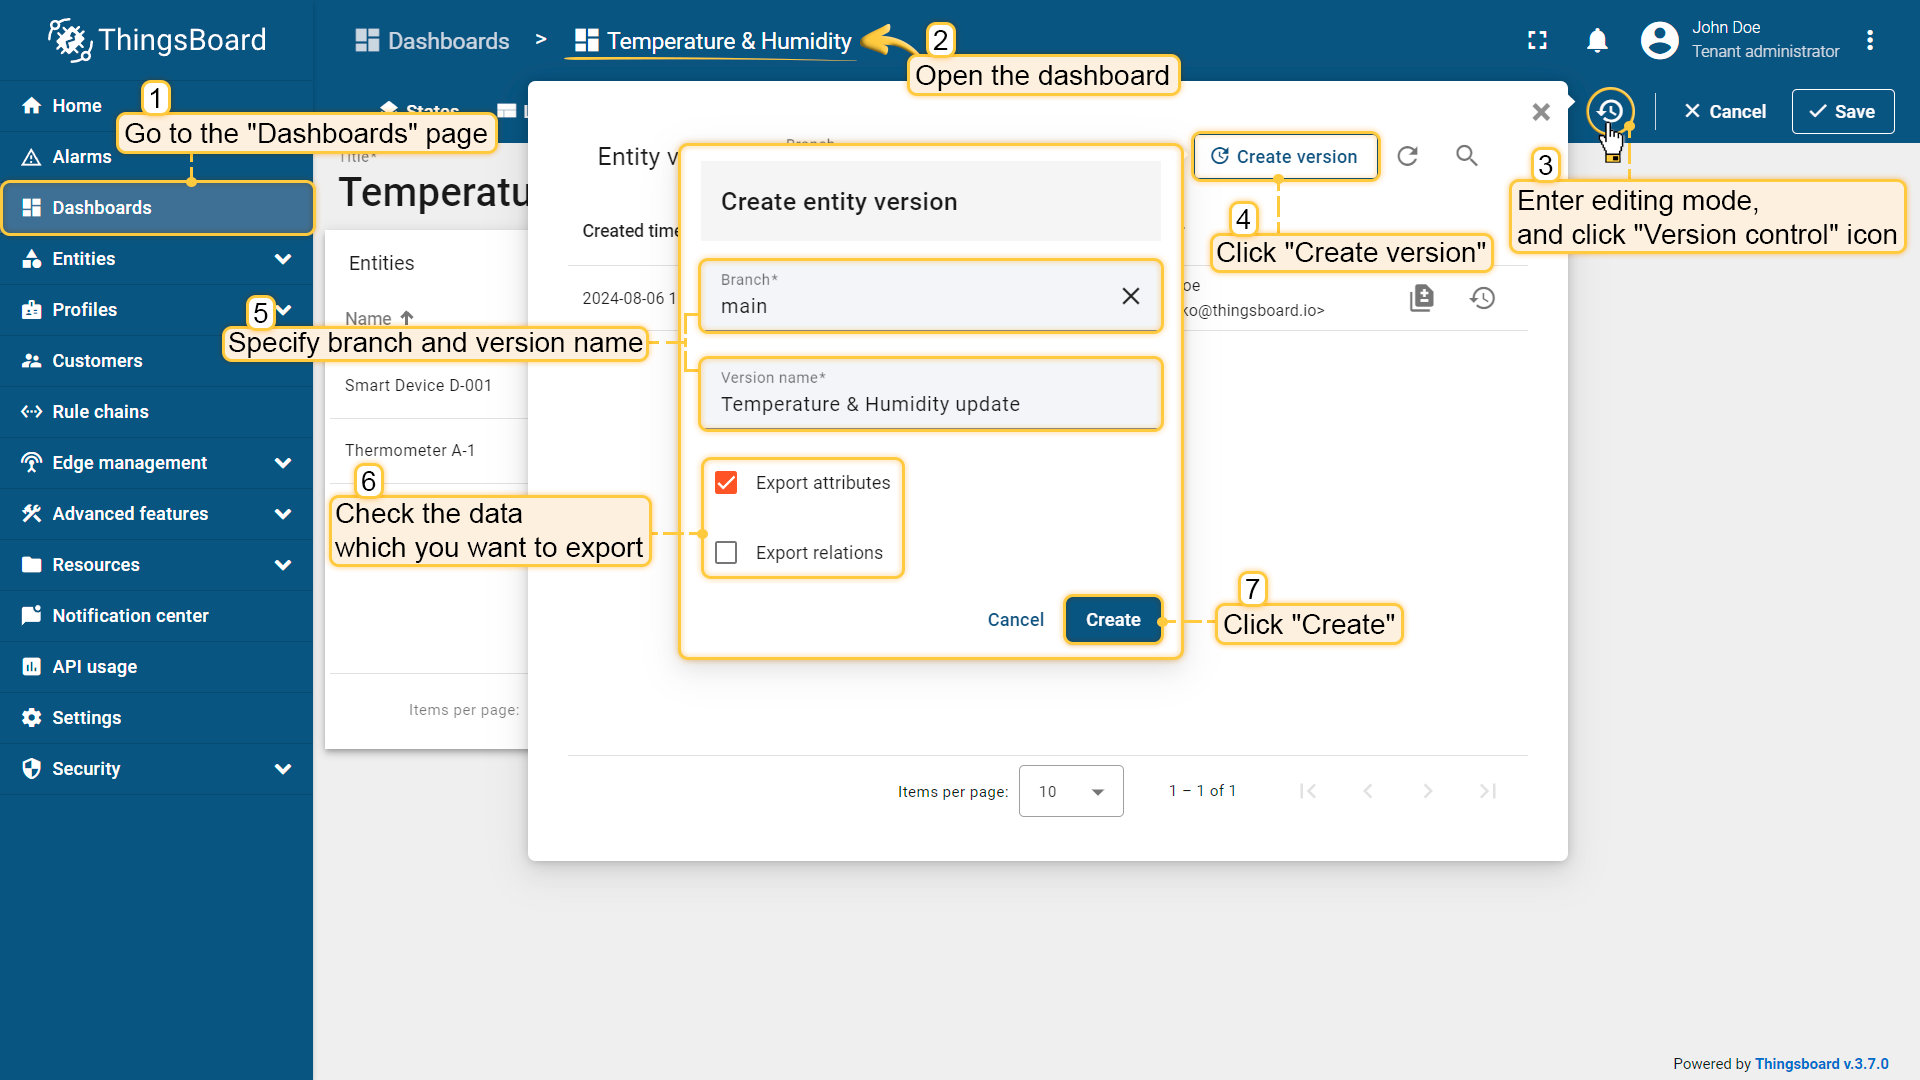 ThingsBoard
Dashboards > Temperature & Humidity
2
Open the dashboard
John Doe
Tenant administrator
Home
Alarms
Dashboards
Entities
Profiles
Customers
Rule chains
Edge management
Advanced features
Resources
Notification center
API usage
Settings
Security
1
Go to the "Dashboards" page
States
Cancel
Save
3
Enter editing mode,
and click "Version control" icon
Title*
Entities
Name
Smart Device D-001
Thermometer A-1
Items per page:
Entity
Create version
4
Click "Create version"
Created time
2024-08-06 1
ko@thingsboard.io>
Create entity version
5
Specify branch and version name
Branch*
main
Version name*
Temperature & Humidity update
6
Check the data
which you want to export
Export attributes
Export relations
Cancel
Create
7
Click "Create"
Items per page:
10
1 – 1 of 1
Powered by Thingsboard v.3.7.0